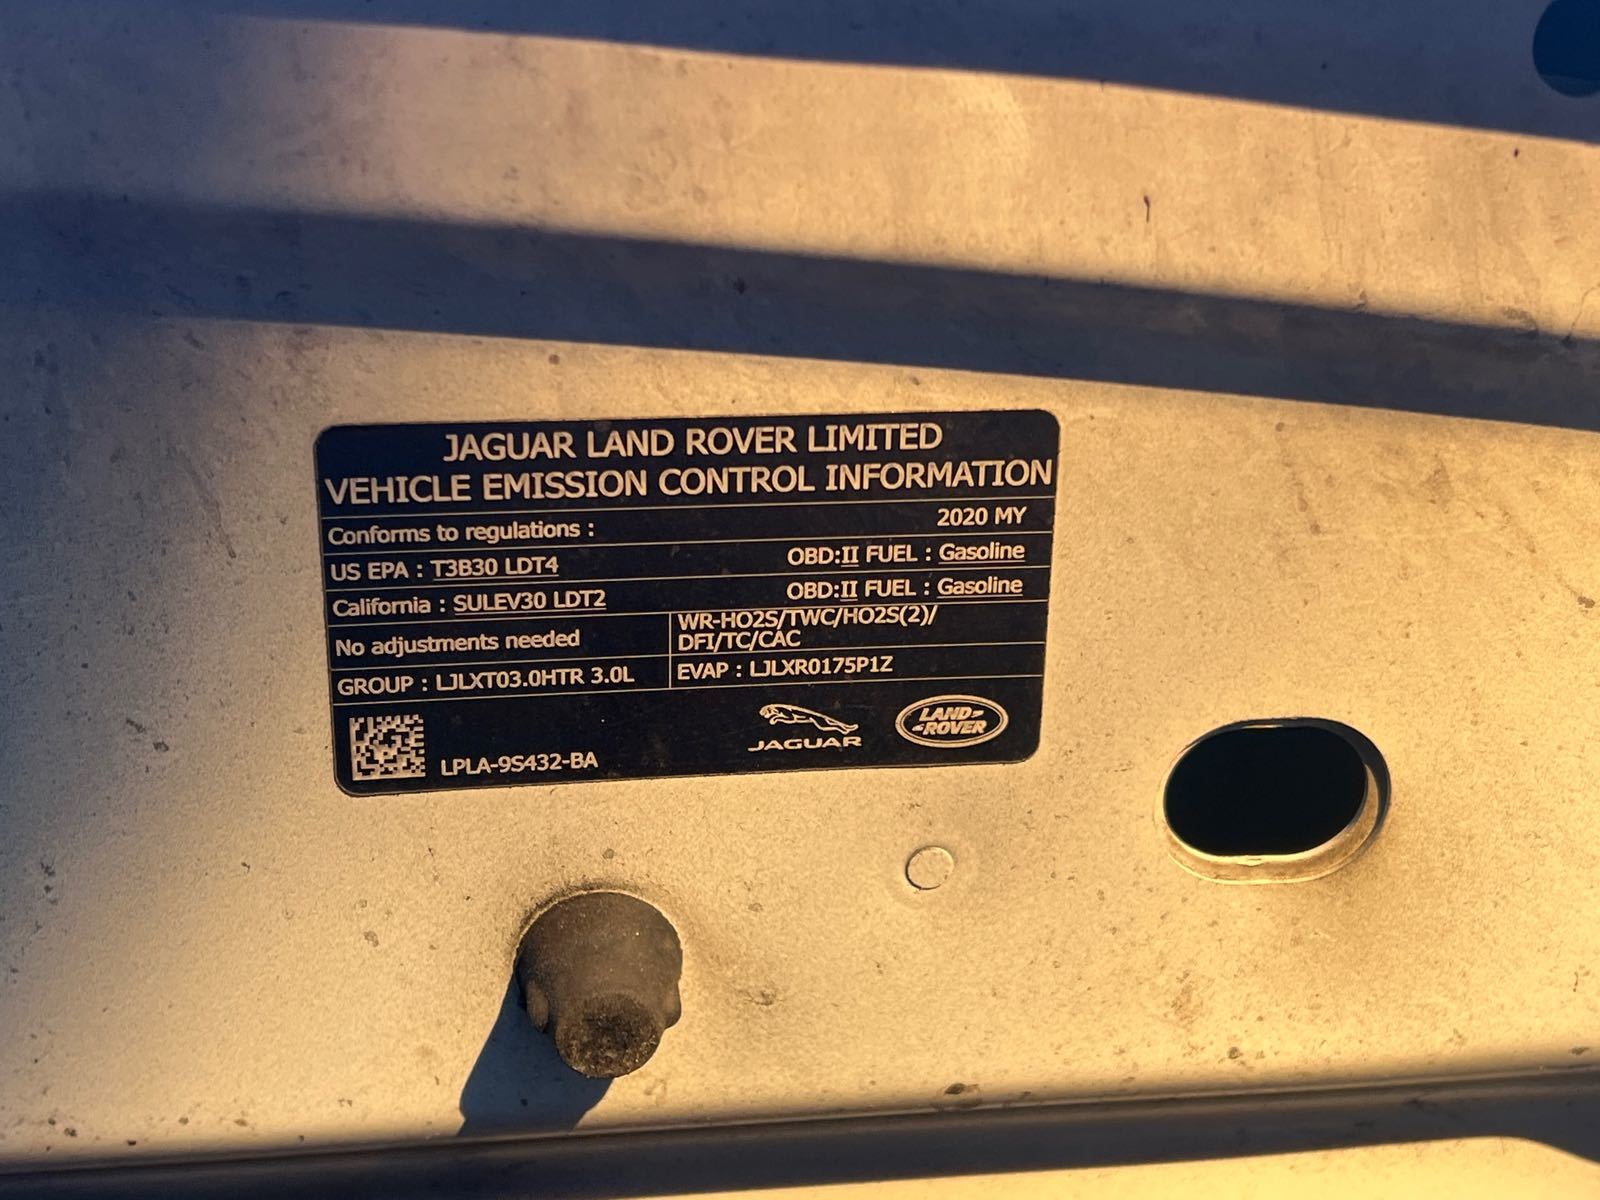 JAGUAR LAND ROVER LIMITED
VEHICLE EMISSION CONTROL INFORMATION
Conforms to regulations : 2020 MY
US EPA : T3B30 LDT4 OBD:II FUEL : Gasoline
California : SULEV30 LDT2 OBD:II FUEL : Gasoline
No adjustments needed
WR-HO2S/TWC/HO2S(2)/
DFI/TC/CAC
GROUP : LJLXT03.0HTR 3.0L EVAP : LJLXR0175P1Z
LPLA-9S432-BA
JAGUAR
LAND
ROVER